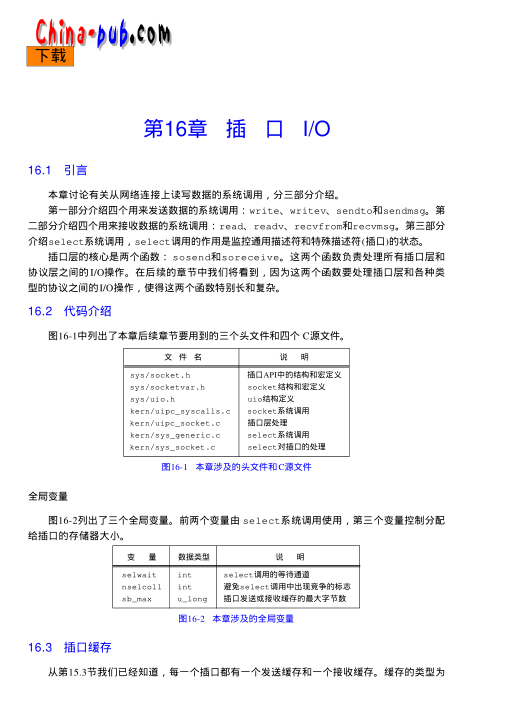 China-pub.com
下载
第16章 插 口 I/O
16.1 引言
本章讨论有关从网络连接上读写数据的系统调用，分三部分介绍。
第一部分介绍四个用来发送数据的系统调用：write、writev、sendto和sendmsg。第
二部分介绍四个用来接收数据的系统调用：read、readv、recvfrom和recvmsg。第三部分
介绍select系统调用，select调用的作用是监控通用描述符和特殊描述符(插口)的状态。
插口层的核心是两个函数：sosend和soreceive。这两个函数负责处理所有插口层和
协议层之间的I/O操作。在后续的章节中我们将看到，因为这两个函数要处理插口层和各种类
型的协议之间的I/O操作，使得这两个函数特别长和复杂。
16.2 代码介绍
图16-1中列出了本章后续章节要用到的三个头文件和四个 C源文件。
文 件 名 说 明
sys/socket.h 插口API中的结构和宏定义
sys/socketvar.h socket结构和宏定义
sys/uio.h uio结构定义
kern/uipc_syscalls.c socket系统调用
kern/uipc_socket.c 插口层处理
kern/sys_generic.c select系统调用
kern/sys_socket.c select对插口的处理
图16-1 本章涉及的头文件和C源文件
全局变量
图16-2列出了三个全局变量。前两个变量由 select系统调用使用，第三个变量控制分配
给插口的存储器大小。
变 量 数据类型 说 明
selwait int select调用的等待通道
nselcoll int 避免select调用中出现竞争的标志
sb_max u_long 插口发送或接收缓存的最大字节数
图16-2 本章涉及的全局变量
16.3 插口缓存
从第15.3节我们已经知道，每一个插口都有一个发送缓存和一个接收缓存。缓存的类型为